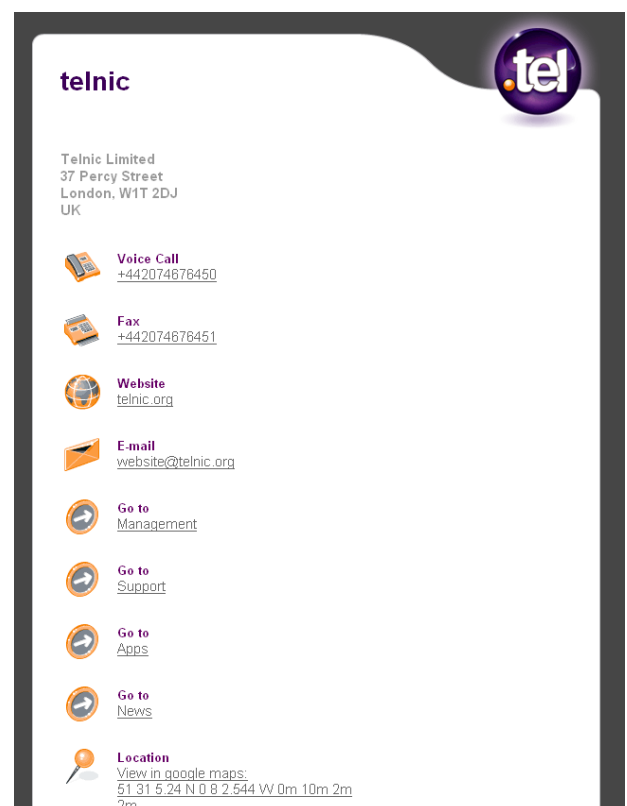 telnic
.tel
Telnic Limited
37 Percy Street
London, W1T 2DJ
UK
Voice Call
+442074676450
Fax
+442074676451
Website
telnic.org
E-mail
website@telnic.org
Go to
Management
Go to
Support
Go to
Apps
Go to
News
Location
View in google maps:
51 31 5.24 N 0 8 2.544 W 0m 10m 2m
2m